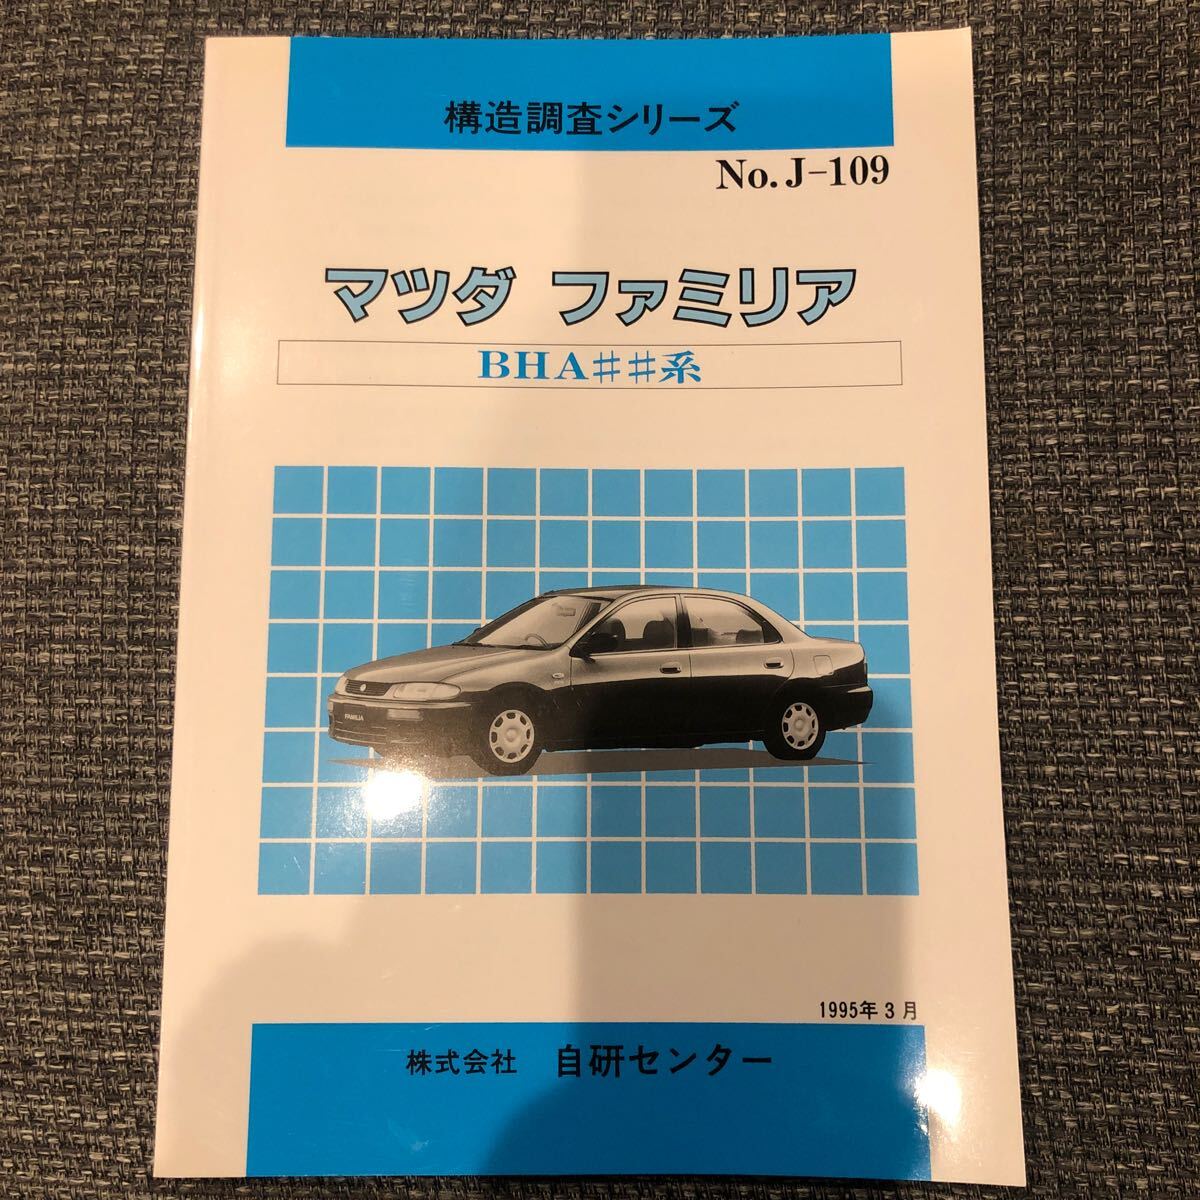 構造調査シリーズ
No. J-109
マツダ ファミリア
BHA##系
FAMILIA
1995年3月
株式会社 自研センター